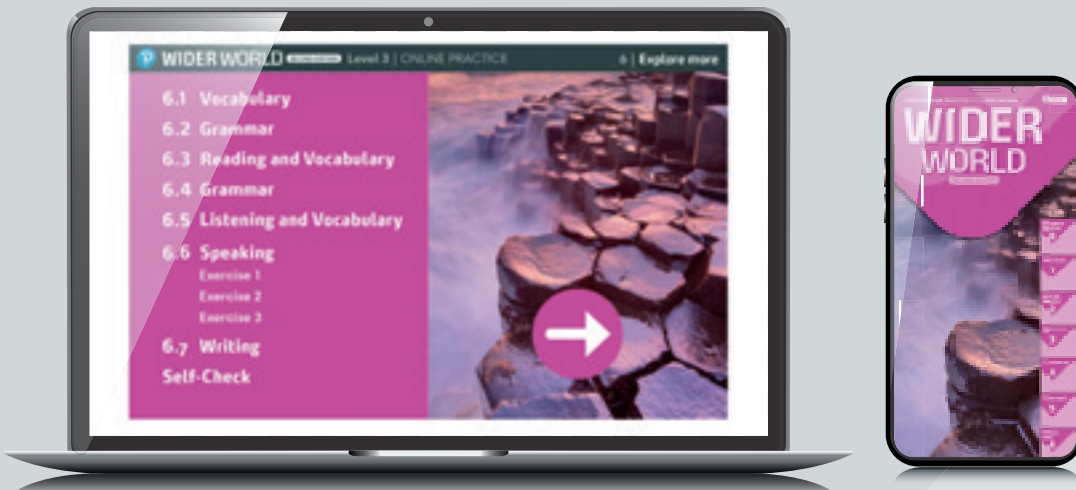 WIDER WORLD SECOND EDITION Level 3 | ONLINE PRACTICE
6 | Explore more
6.1 Vocabulary
6.2 Grammar
6.3 Reading and Vocabulary
6.4 Grammar
6.5 Listening and Vocabulary
6.6 Speaking
Exercise 1
Exercise 2
Exercise 3
6.7 Writing
Self-Check
WIDER
WORLD